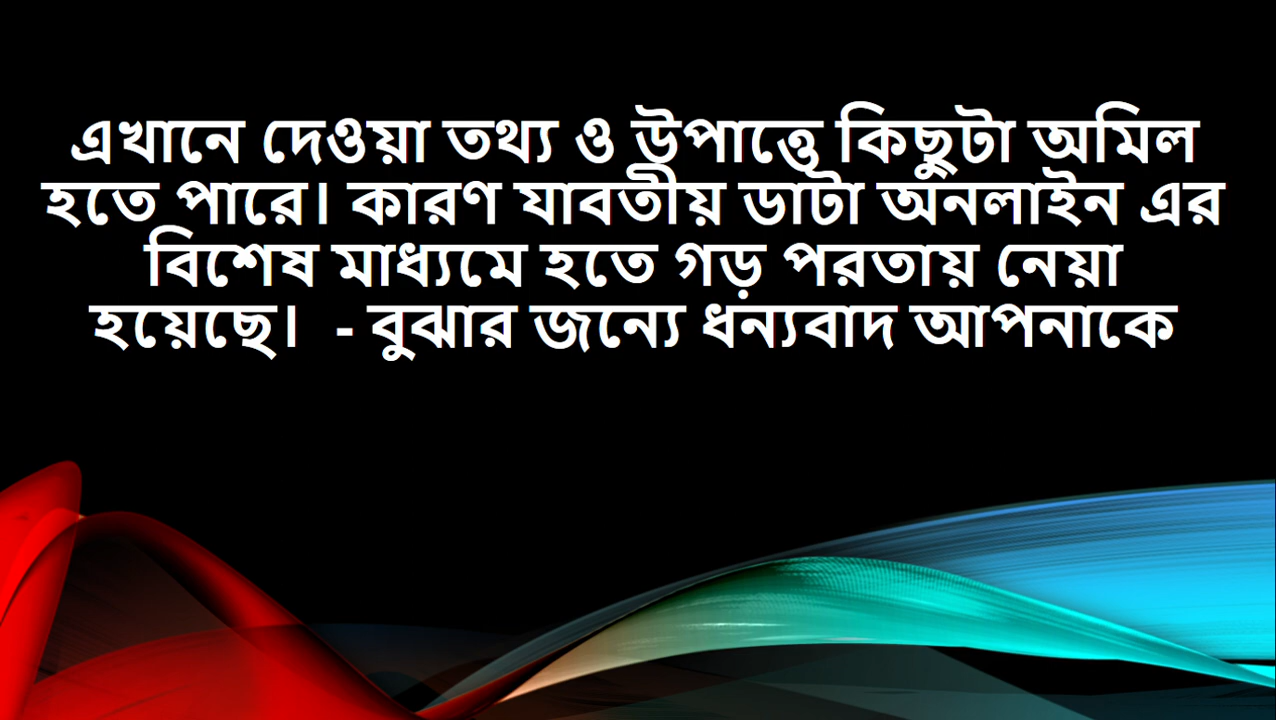 এখানে দেওয়া তথ্য ও উপাত্তে কিছুটা অমিল
হতে পারে। কারণ যাবতীয় ডাটা অনলাইন এর
বিশেষ মাধ্যমে হতে গড় পরতায় নেয়া
হয়েছে। - বুঝার জন্যে ধন্যবাদ আপনাকে